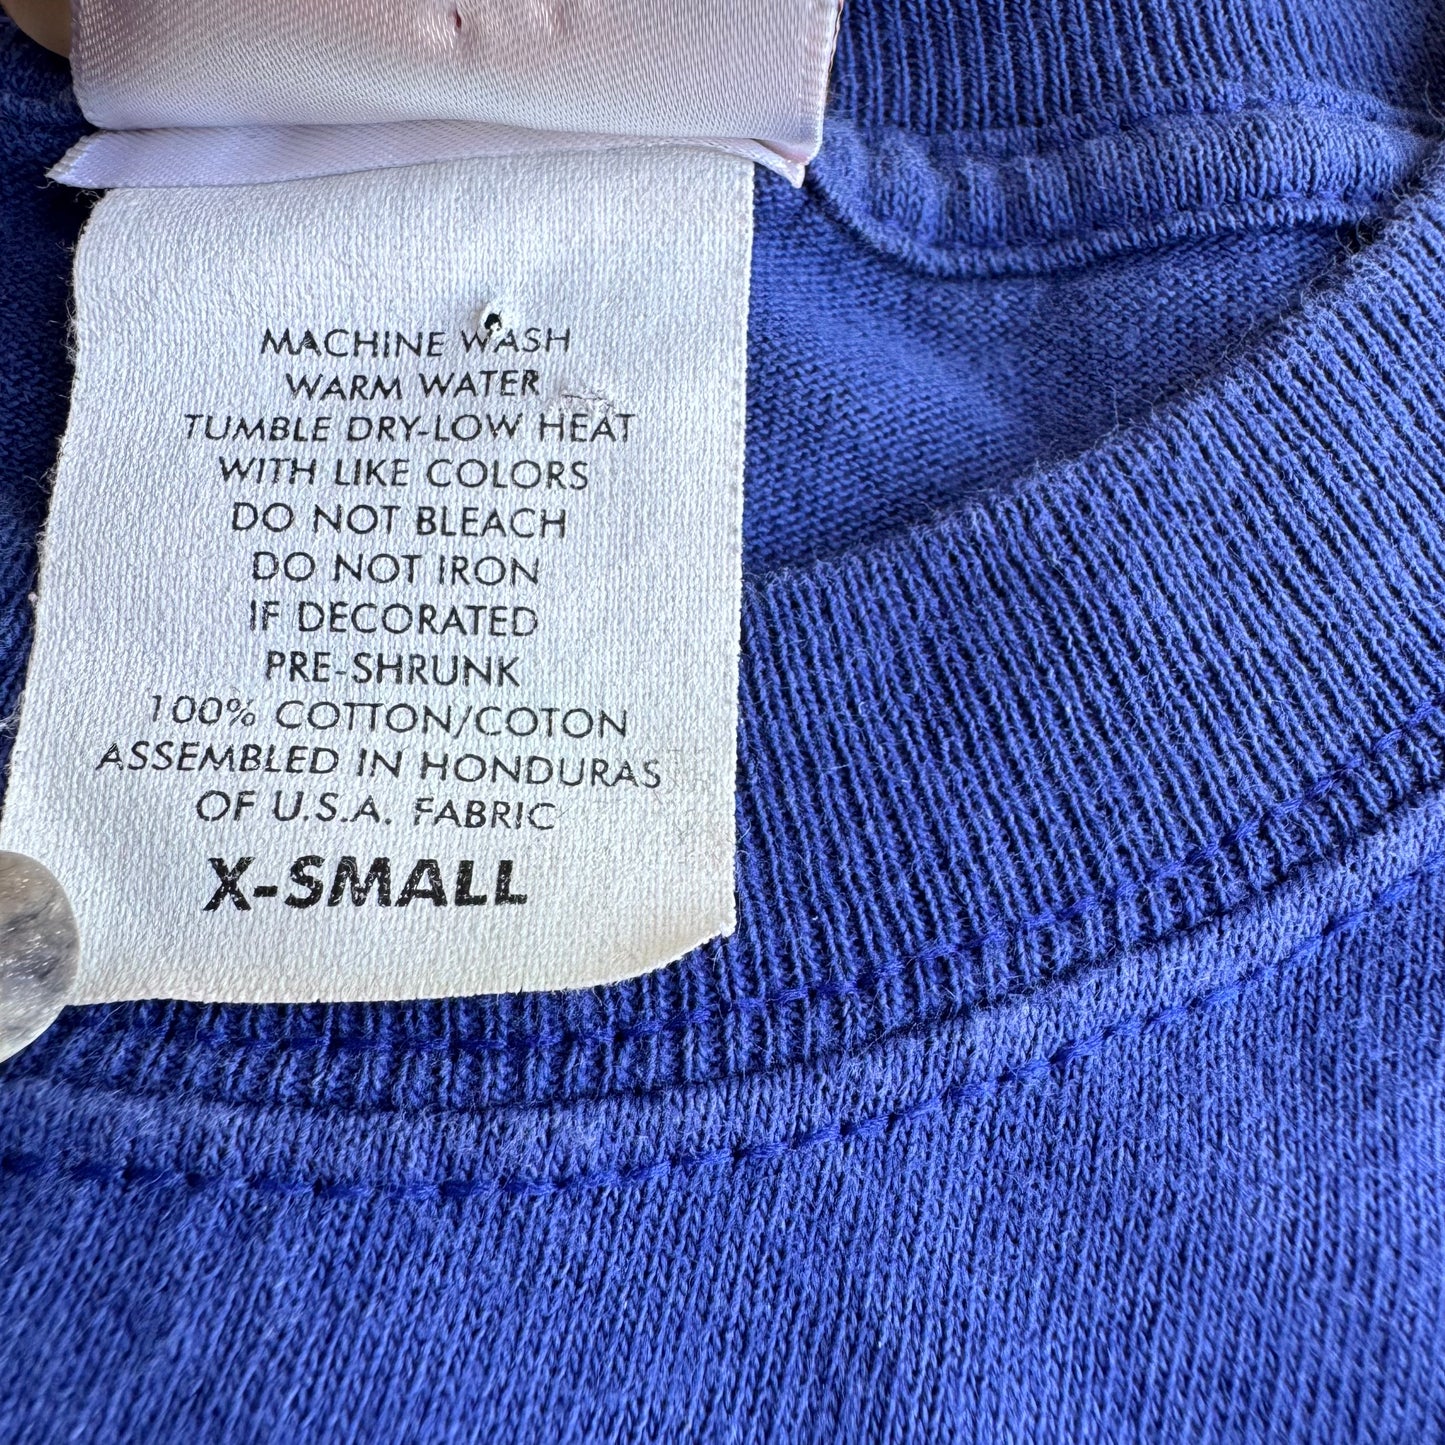 MACHINE WASH
WARM WATER
TUMBLE DRY-LOW HEAT
WITH LIKE COLORS
DO NOT BLEACH
DO NOT IRON
IF DECORATED
PRE-SHRUNK
100% COTTON/COTON
ASSEMBLED IN HONDURAS
OF U.S.A. FABRIC
X-SMALL